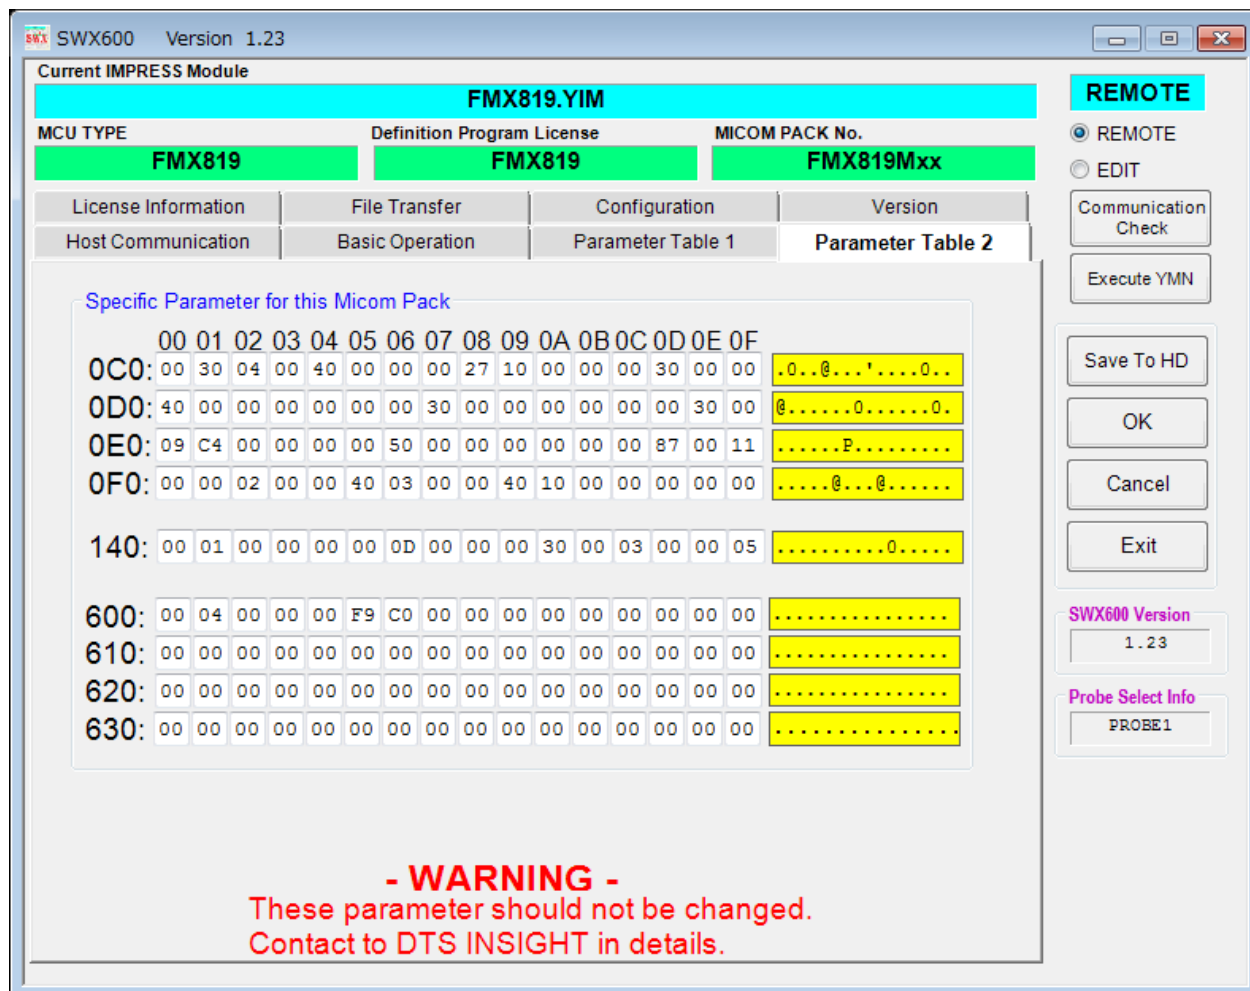 SWX600 Version 1.23
Current IMPRESS Module
FMX819.YIM
MCU TYPE Definition Program License MICOM PACK No.
FMX819 FMX819 FMX819Mxx
License Information File Transfer Configuration Version
Host Communication Basic Operation Parameter Table 1 Parameter Table 2
Specific Parameter for this Micom Pack
00 01 02 03 04 05 06 07 08 09 0A 0B 0C 0D 0E 0F
0C0: 00 30 04 00 40 00 00 00 27 10 00 00 00 30 00 00 .0..@...'....0..
0D0: 40 00 00 00 00 00 00 30 00 00 00 00 00 00 30 00 @......0......0.
0E0: 09 C4 00 00 00 00 50 00 00 00 00 00 00 87 00 11 ......P.........
0F0: 00 00 02 00 00 40 03 00 00 40 10 00 00 00 00 00 .....@...@......
140: 00 01 00 00 00 00 0D 00 00 00 30 00 03 00 00 05 ..........0.....
600: 00 04 00 00 00 F9 C0 00 00 00 00 00 00 00 00 00 ................
610: 00 00 00 00 00 00 00 00 00 00 00 00 00 00 00 00 ................
620: 00 00 00 00 00 00 00 00 00 00 00 00 00 00 00 00 ................
630: 00 00 00 00 00 00 00 00 00 00 00 00 00 00 00 00 ................
- WARNING -
These parameter should not be changed.
Contact to DTS INSIGHT in details.
REMOTE
REMOTE
EDIT
Communication
Check
Execute YMN
Save To HD
OK
Cancel
Exit
SWX600 Version
1.23
Probe Select Info
PROBE1